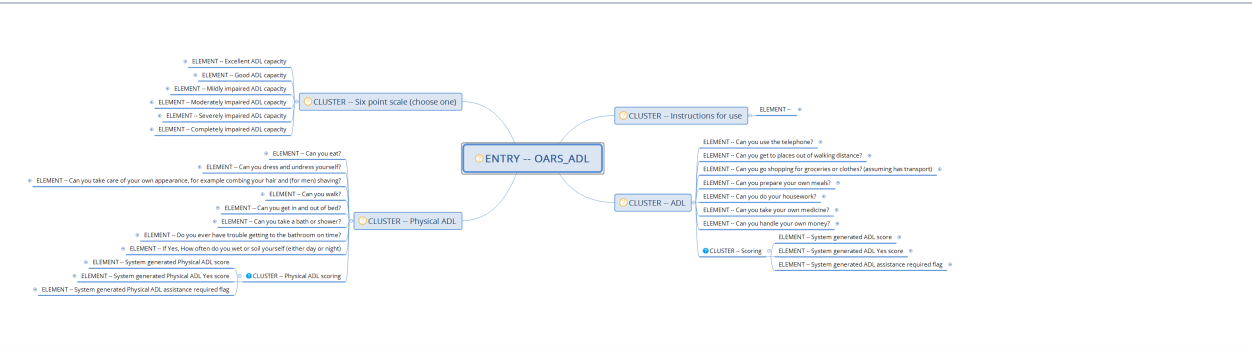 ENTRY -- OARS_ADL
CLUSTER -- Instructions for use
ELEMENT --
CLUSTER -- ADL
ELEMENT -- Can you use the telephone?
ELEMENT -- Can you get to places out of walking distance?
ELEMENT -- Can you go shopping for groceries or clothes? (assuming has transport)
ELEMENT -- Can you prepare your own meals?
ELEMENT -- Can you do your housework?
ELEMENT -- Can you take your own medicine?
ELEMENT -- Can you handle your own money?
CLUSTER -- Scoring
ELEMENT -- System generated ADL score
ELEMENT -- System generated ADL Yes score
ELEMENT -- System generated ADL assistance required flag
CLUSTER -- Six point scale (choose one)
ELEMENT -- Excellent ADL capacity
ELEMENT -- Good ADL capacity
ELEMENT -- Mildly impaired ADL capacity
ELEMENT -- Moderately impaired ADL capacity
ELEMENT -- Severely impaired ADL capacity
ELEMENT -- Completely impaired ADL capacity
CLUSTER -- Physical ADL
ELEMENT -- Can you eat?
ELEMENT -- Can you dress and undress yourself?
ELEMENT -- Can you take care of your own appearance, for example combing your hair and (for men) shaving?
ELEMENT -- Can you walk?
ELEMENT -- Can you get in and out of bed?
ELEMENT -- Can you take a bath or shower?
ELEMENT -- Do you ever have trouble getting to the bathroom on time?
ELEMENT -- If Yes, How often do you wet or soil yourself (either day or night)
CLUSTER -- Physical ADL scoring
ELEMENT -- System generated Physical ADL score
ELEMENT -- System generated Physical ADL Yes score
ELEMENT -- System generated Physical ADL assistance required flag